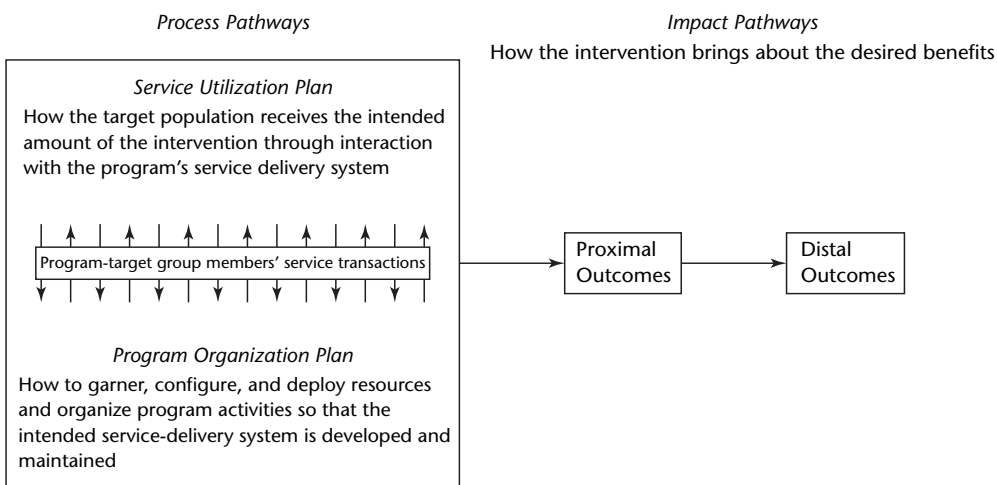 Process Pathways
Impact Pathways
How the intervention brings about the desired benefits
Service Utilization Plan
How the target population receives the intended
amount of the intervention through interaction
with the program’s service delivery system
Program-target group members’ service transactions
Proximal
Outcomes
Distal
Outcomes
Program Organization Plan
How to garner, configure, and deploy resources
and organize program activities so that the
intended service-delivery system is developed and
maintained